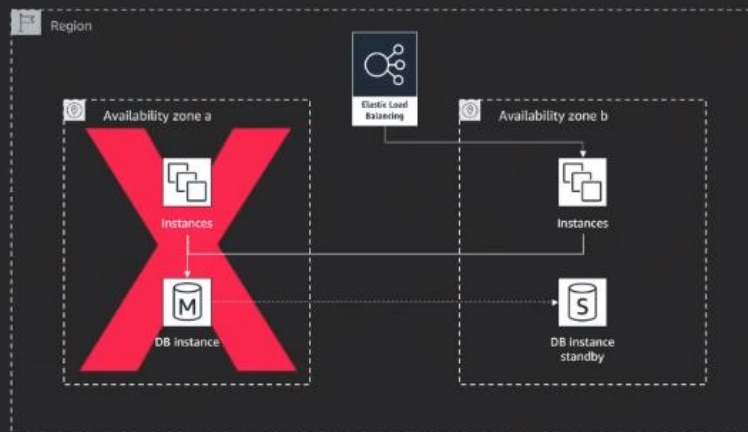 Region
Elastic Load
Balancing
Availability zone a
Availability zone b
Instances
Instances
M
S
DB instance
DB instance
standby